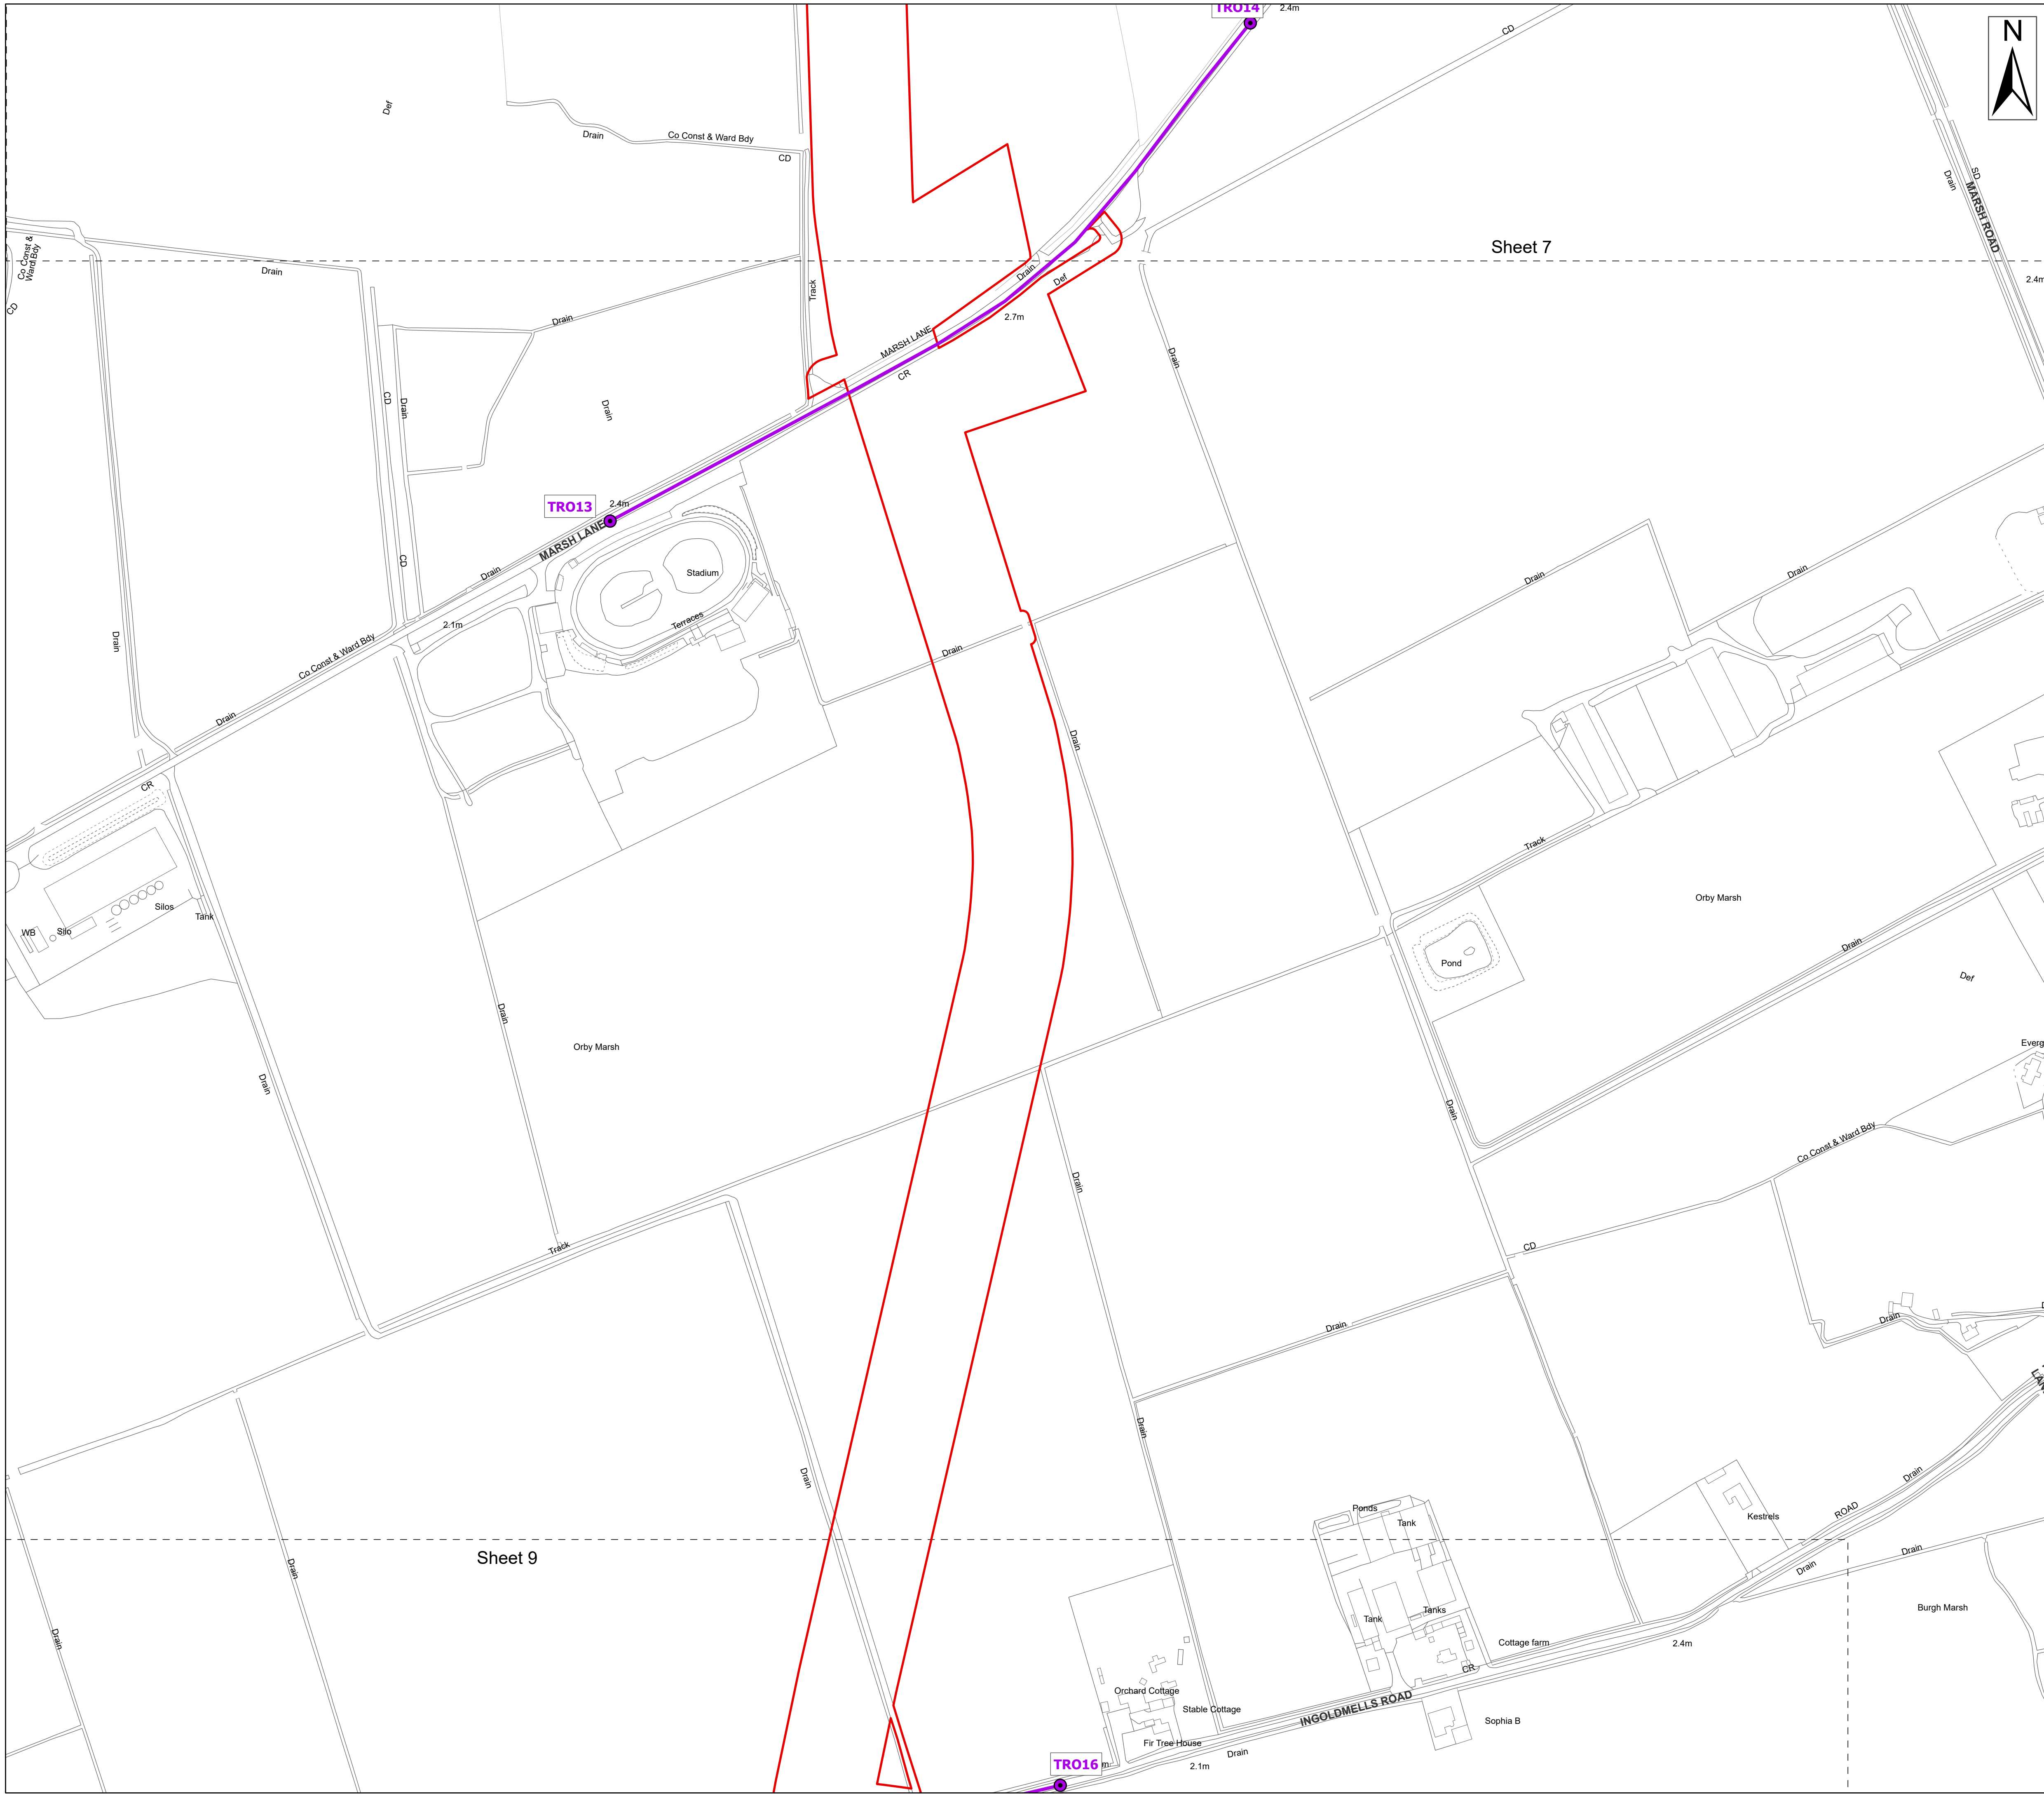 TRO14
2.4m
CD
N
Def
Drain
Co Const & Ward Bdy
CD
SD
Drain
MARSH ROAD
Co Const &
Ward Bdy
CD
Drain
Track
Drain
Def
Sheet 7
2.4m
Drain
2.7m
MARSH LANE
CR
Drain
CD
Drain
Drain
TRO13
2.4m
MARSH LANE
CD
Drain
Stadium
Terraces
Drain
Drain
2.1m
Drain
Co Const & Ward Bdy
Drain
Drain
Drain
CR
Track
Silos
Tank
WB
Silo
Orby Marsh
Drain
Pond
Def
Drain
Orby Marsh
Drain
Drain
Co Const & Ward Bdy
Drain
CD
Track
Drain
Drain
Drain
Drain
Drain
Drain
ROAD
Ponds
Tank
Kestrels
Sheet 9
Drain
Drain
Drain
Tank
Tanks
Burgh Marsh
Drain
Cottage farm
2.4m
CR
Orchard Cottage
Stable Cottage
INGOLDMELLS ROAD
Sophia B
Fir Tree House
Drain
TRO16
m
2.1m